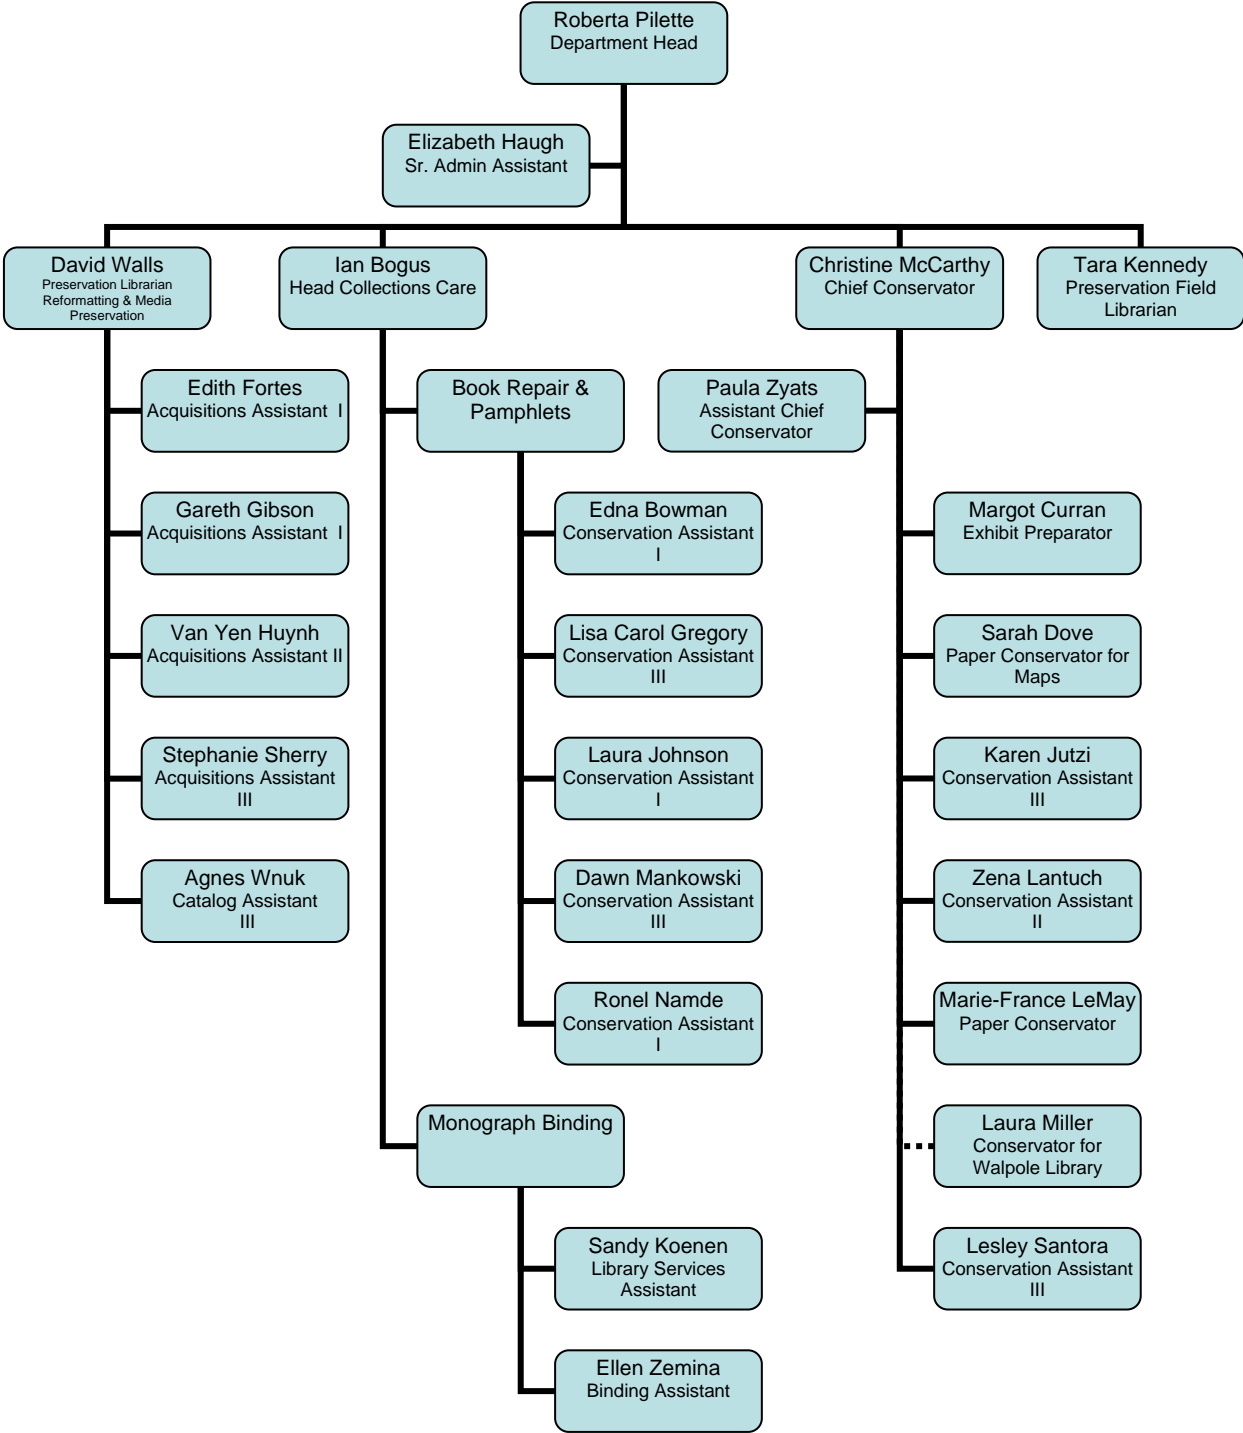 Roberta Pilette
Department Head
Elizabeth Haugh
Sr. Admin Assistant
David Walls
Preservation Librarian
Reformatting & Media
Preservation
Ian Bogus
Head Collections Care
Christine McCarthy
Chief Conservator
Tara Kennedy
Preservation Field
Librarian
Edith Fortes
Acquisitions Assistant I
Gareth Gibson
Acquisitions Assistant I
Van Yen Huynh
Acquisitions Assistant II
Stephanie Sherry
Acquisitions Assistant
III
Agnes Wnuk
Catalog Assistant
III
Book Repair &
Pamphlets
Edna Bowman
Conservation Assistant
I
Lisa Carol Gregory
Conservation Assistant
III
Laura Johnson
Conservation Assistant
I
Dawn Mankowski
Conservation Assistant
III
Ronel Namde
Conservation Assistant
I
Monograph Binding
Sandy Koenen
Library Services
Assistant
Ellen Zemina
Binding Assistant
Paula Zyats
Assistant Chief
Conservator
Margot Curran
Exhibit Preparator
Sarah Dove
Paper Conservator for
Maps
Karen Jutzi
Conservation Assistant
III
Zena Lantuch
Conservation Assistant
II
Marie-France LeMay
Paper Conservator
Laura Miller
Conservator for
Walpole Library
Lesley Santora
Conservation Assistant
III